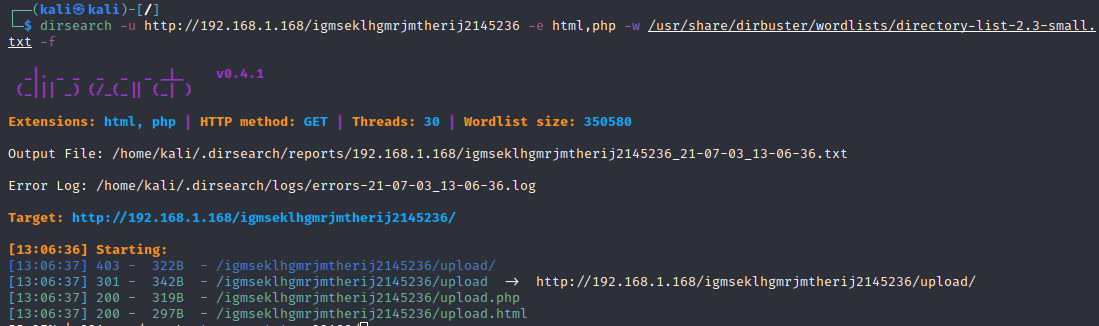 ┌──(kali㉿kali)-[/]
└─$ dirsearch -u http://192.168.1.168/igmseklhgmrjmtherij2145236 -e html,php -w /usr/share/dirbuster/wordlists/directory-list-2.3-small.
txt -f
v0.4.1
Extensions: html, php | HTTP method: GET | Threads: 30 | Wordlist size: 350580
Output File: /home/kali/.dirsearch/reports/192.168.1.168/igmseklhgmrjmtherij2145236_21-07-03_13-06-36.txt
Error Log: /home/kali/.dirsearch/logs/errors-21-07-03_13-06-36.log
Target: http://192.168.1.168/igmseklhgmrjmtherij2145236/
[13:06:36] Starting:
[13:06:37] 403 -  322B  - /igmseklhgmrjmtherij2145236/upload/
[13:06:37] 301 -  342B  - /igmseklhgmrjmtherij2145236/upload  →  http://192.168.1.168/igmseklhgmrjmtherij2145236/upload/
[13:06:37] 200 -  319B  - /igmseklhgmrjmtherij2145236/upload.php
[13:06:37] 200 -  297B  - /igmseklhgmrjmtherij2145236/upload.html